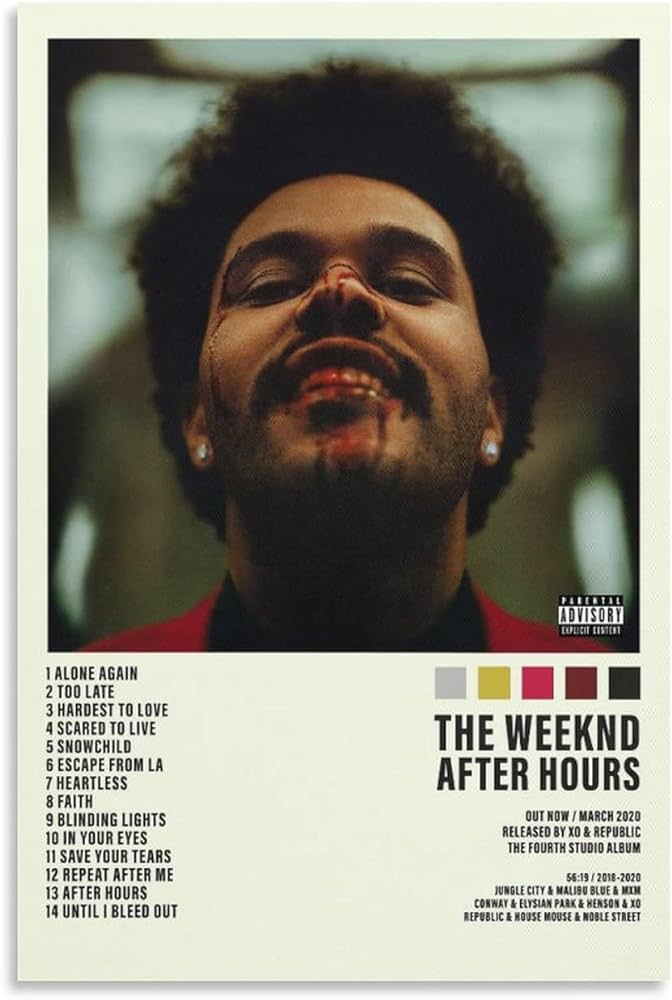 PARENTAL
ADVISORY
EXPLICIT CONTENT
1 ALONE AGAIN
2 TOO LATE
3 HARDEST TO LOVE
4 SCARED TO LIVE
5 SNOWCHILD
6 ESCAPE FROM LA
7 HEARTLESS
8 FAITH
9 BLINDING LIGHTS
10 IN YOUR EYES
11 SAVE YOUR TEARS
12 REPEAT AFTER ME
13 AFTER HOURS
14 UNTIL I BLEED OUT
THE WEEKND
AFTER HOURS
OUT NOW / MARCH 2020
RELEASED BY XO & REPUBLIC
THE FOURTH STUDIO ALBUM
56:19 / 2018-2020
JUNGLE CITY & MALIBU BLUE & MXM
CONWAY & ELYSIAN PARK & HENSON & XO
REPUBLIC & HOUSE MOUSE & NOBLE STREET